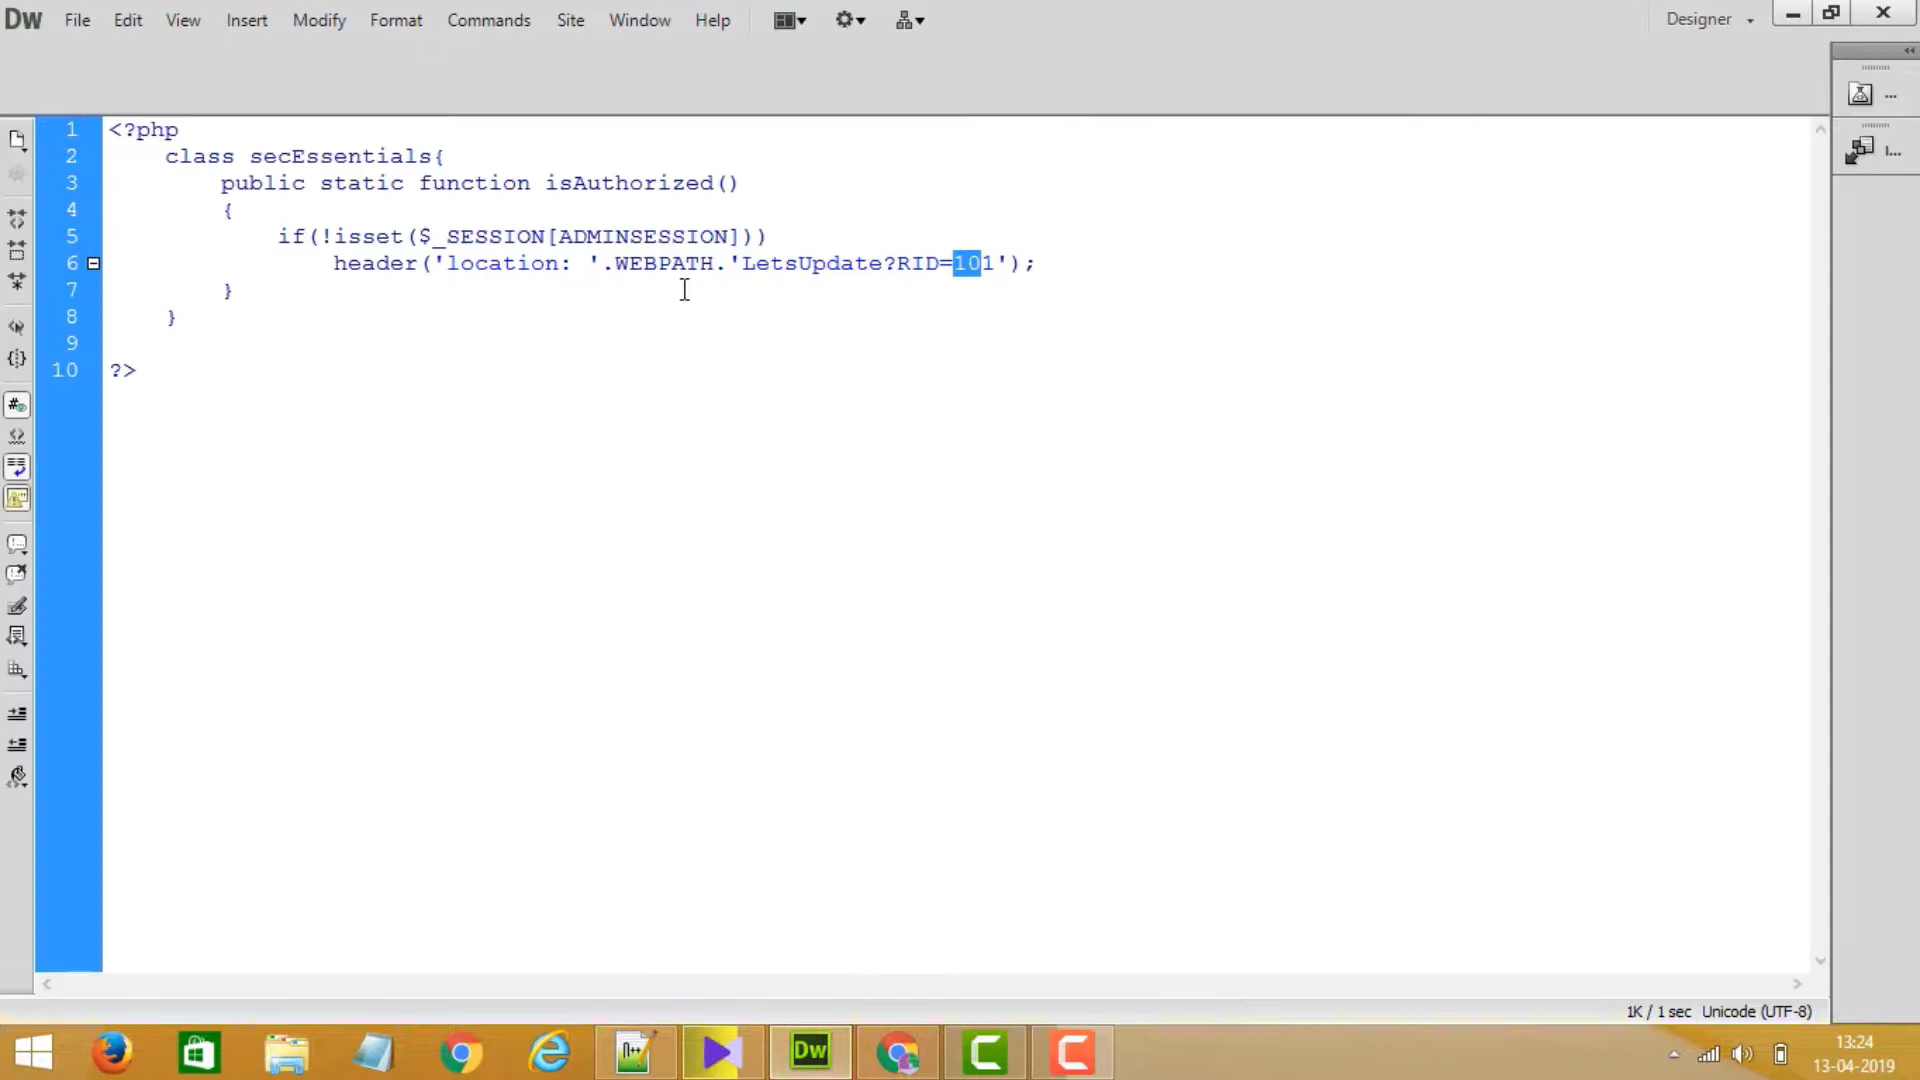 Dw File Edit View Insert Modify Format Commands Site Window Help Designer
...
I...
1 <?php
2 class secEssentials{
3 public static function isAuthorized()
4 {
5 if(!isset($_SESSION[ADMINSESSION]))
6 header('location: '.WEBPATH.'LetsUpdate?RID=101');
7 }
8 }
9
10 ?>
1K / 1 sec Unicode (UTF-8)
Dw
13:24
13-04-2019